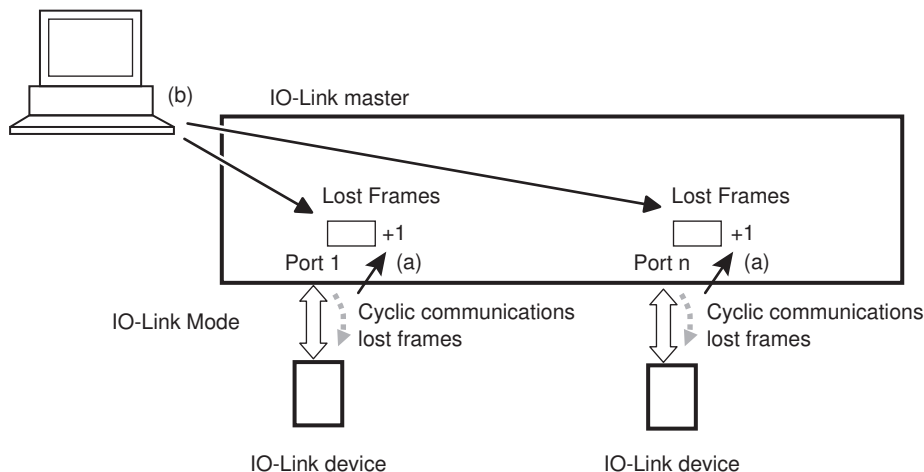 (b)
IO-Link master
Lost Frames
Lost Frames
+1
+1
Port 1
(a)
Port n
(a)
IO-Link Mode
Cyclic communications
lost frames
Cyclic communications
lost frames
IO-Link device
IO-Link device